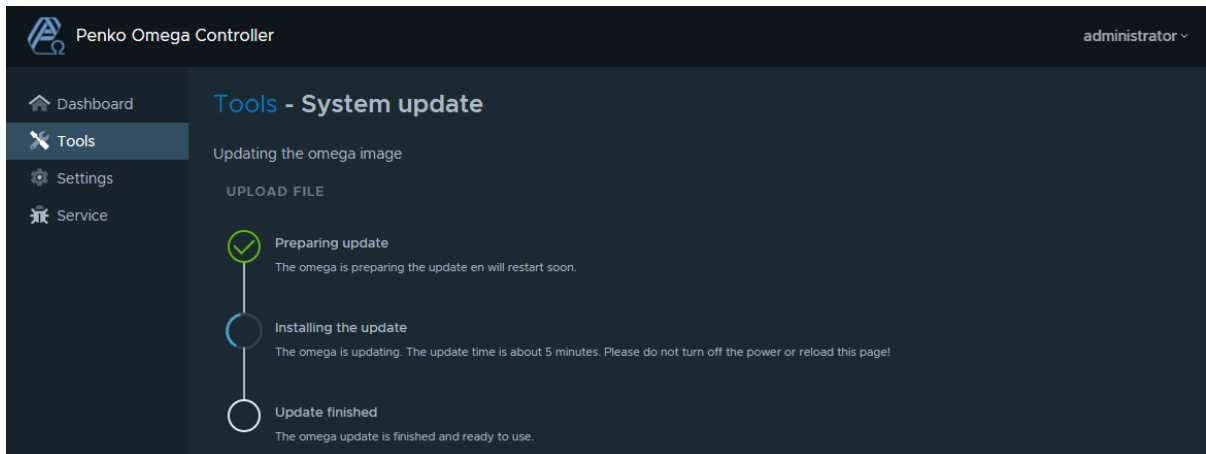 Penko Omega Controller
administrator
Dashboard
Tools
Settings
Service
Tools - System update
Updating the omega image
UPLOAD FILE
Preparing update
The omega is preparing the update en will restart soon.
Installing the update
The omega is updating. The update time is about 5 minutes. Please do not turn off the power or reload this page!
Update finished
The omega update is finished and ready to use.